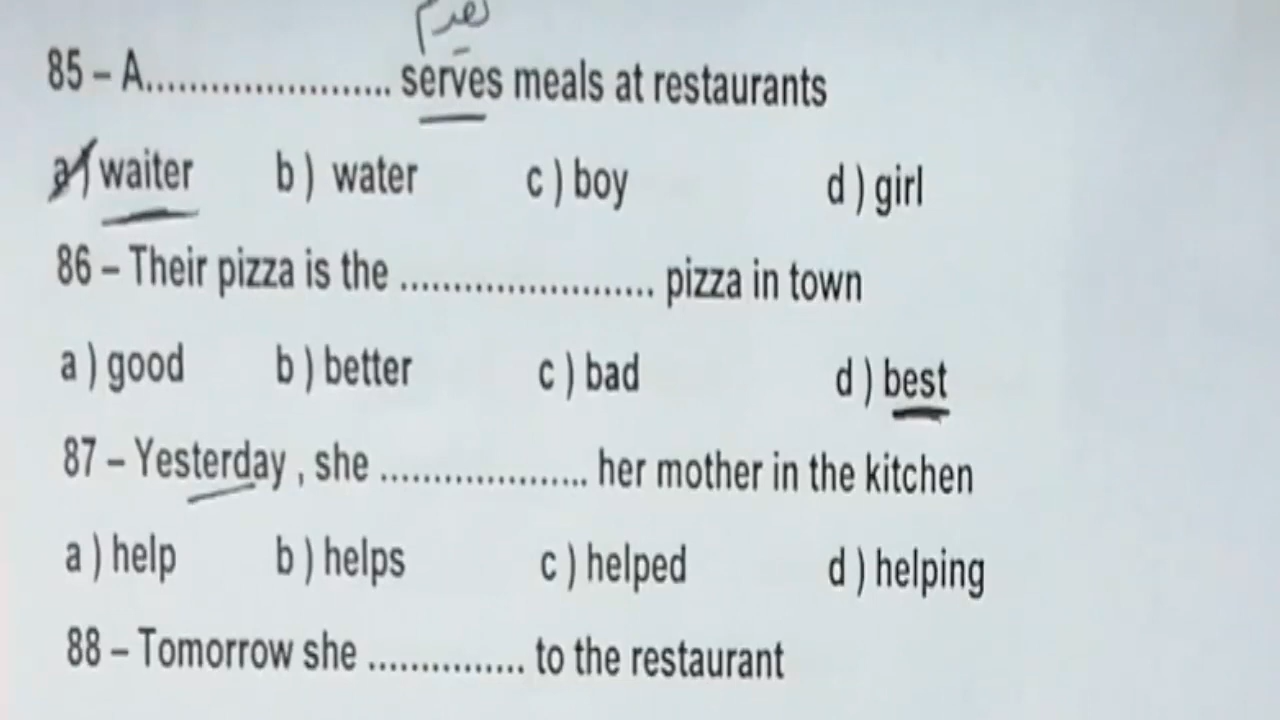 يقدم
85 – A........................ serves meals at restaurants
a) waiter b ) water c ) boy d ) girl
86 – Their pizza is the ........................ pizza in town
a ) good b ) better c ) bad d ) best
87 – Yesterday , she .................... her mother in the kitchen
a ) help b ) helps c ) helped d ) helping
88 – Tomorrow she ............... to the restaurant